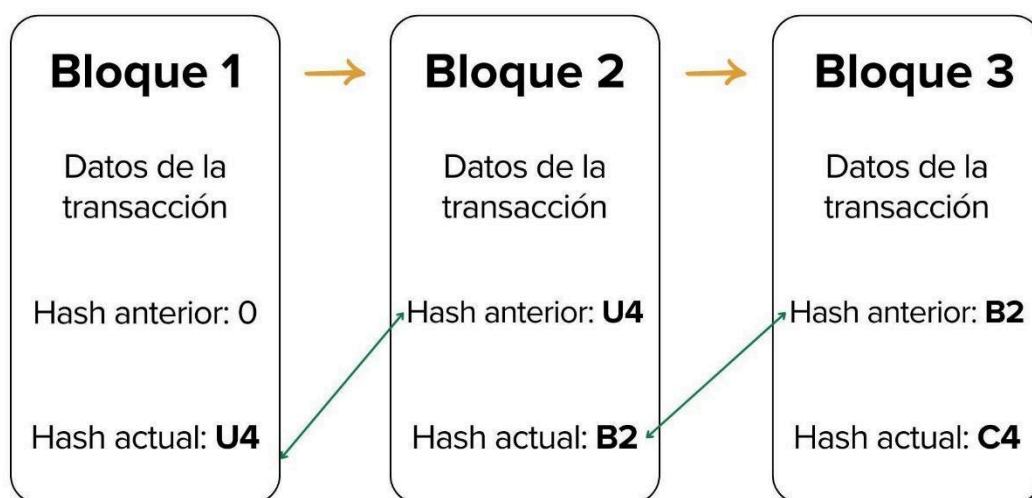 Bloque 1
Datos de la
transacción
Hash anterior: 0
Hash actual: U4
Bloque 2
Datos de la
transacción
Hash anterior: U4
Hash actual: B2
Bloque 3
Datos de la
transacción
Hash anterior: B2
Hash actual: C4